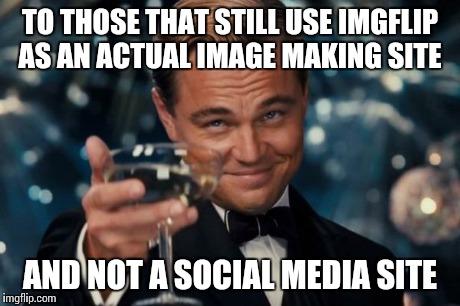 TO THOSE THAT STILL USE IMGFLIP
AS AN ACTUAL IMAGE MAKING SITE
AND NOT A SOCIAL MEDIA SITE
imgflip.com